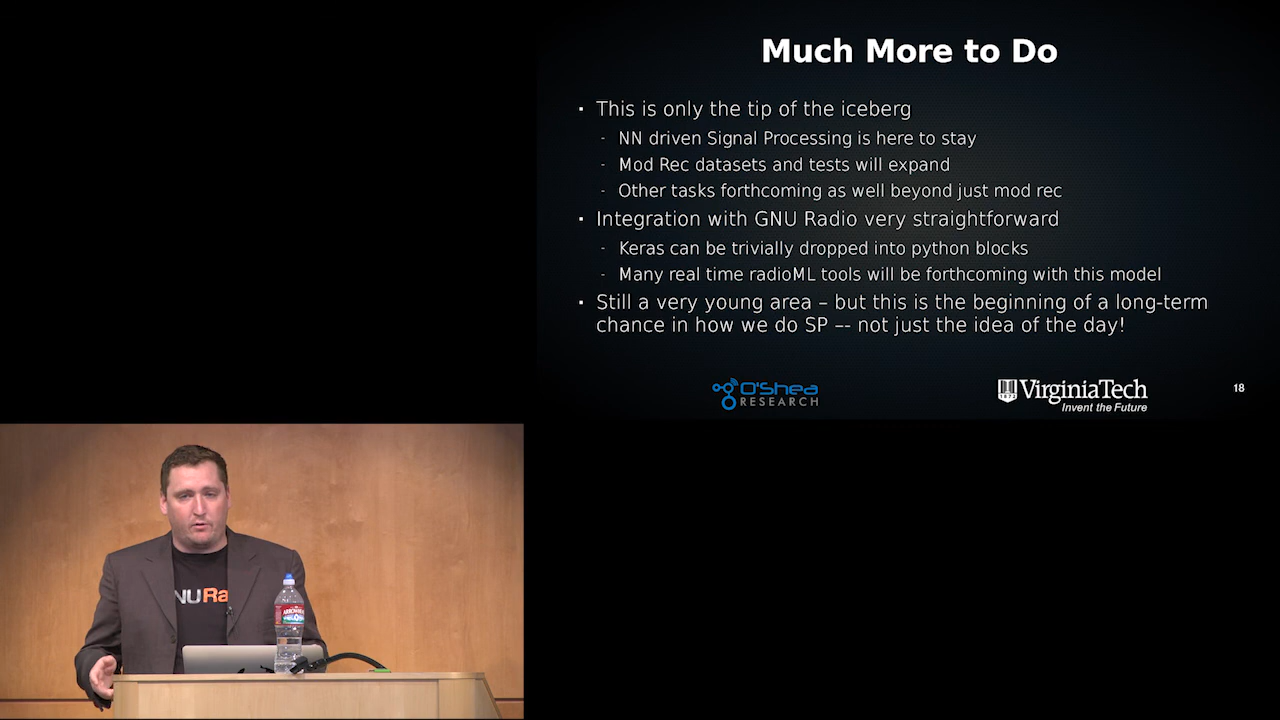 Much More to Do
▪ This is only the tip of the iceberg
- NN driven Signal Processing is here to stay
- Mod Rec datasets and tests will expand
- Other tasks forthcoming as well beyond just mod rec
▪ Integration with GNU Radio very straightforward
- Keras can be trivially dropped into python blocks
- Many real time radioML tools will be forthcoming with this model
▪ Still a very young area – but this is the beginning of a long-term
chance in how we do SP –- not just the idea of the day!
O'Shea
RESEARCH
1872
VirginiaTech
Invent the Future
18
NURa